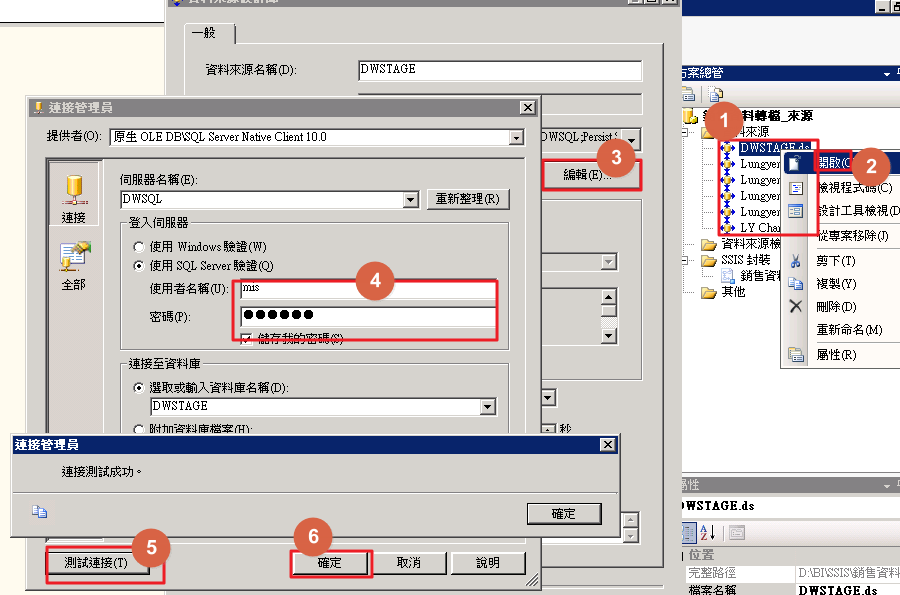 一般
資料來源名稱(D):
DWSTAGE
連接管理員
提供者(O):
原生 OLE DB\SQL Server Native Client 10.0
DWSQL;Persist
編輯(E)...
3
伺服器名稱(E):
DWSQL
重新整理(R)
連接
全部
登入伺服器
使用 Windows 驗證(W)
使用 SQL Server 驗證(Q)
使用者名稱(U):
mis
4
密碼(P):
●●●●●●
儲存我的密碼(S)
連接至資料庫
選取或輸入資料庫名稱(D):
DWSTAGE
附加資料庫檔案(H):
秒
連接管理員
連接測試成功。
確定
測試連接(T)
5
確定
6
取消
說明
方案總管
1
料轉檔_來源
料來源
DWSTAGE.ds
Lungyen
Lungyer
Lungyer
Lungyer
LY Cha
資料來源檢
SSIS 封裝
銷售資料
其他
開啟(O
2
檢視程式碼(C)
設計工具檢視(D
從專案移除(J)
剪下(T)
複製(Y)
刪除(D)
重新命名(M)
屬性(R)
屬性
DWSTAGE.ds
位置
完整路徑
D:\BI\SSIS\銷售資料
檔案名稱
DWSTAGE.ds